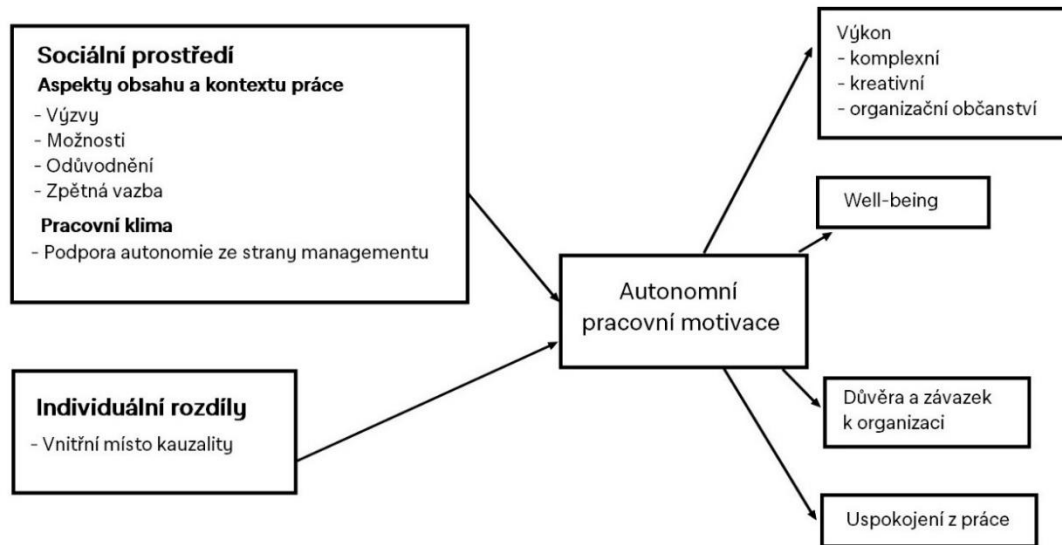 Sociální prostředí
Aspekty obsahu a kontextu práce
- Výzvy
- Možnosti
- Odůvodnění
- Zpětná vazba
Pracovní klima
- Podpora autonomie ze strany managementu
Individuální rozdíly
- Vnitřní místo kauzality
Autonomní
pracovní motivace
Výkon
- komplexní
- kreativní
- organizační občanství
Well-being
Důvěra a závazek
k organizaci
Uspokojení z práce